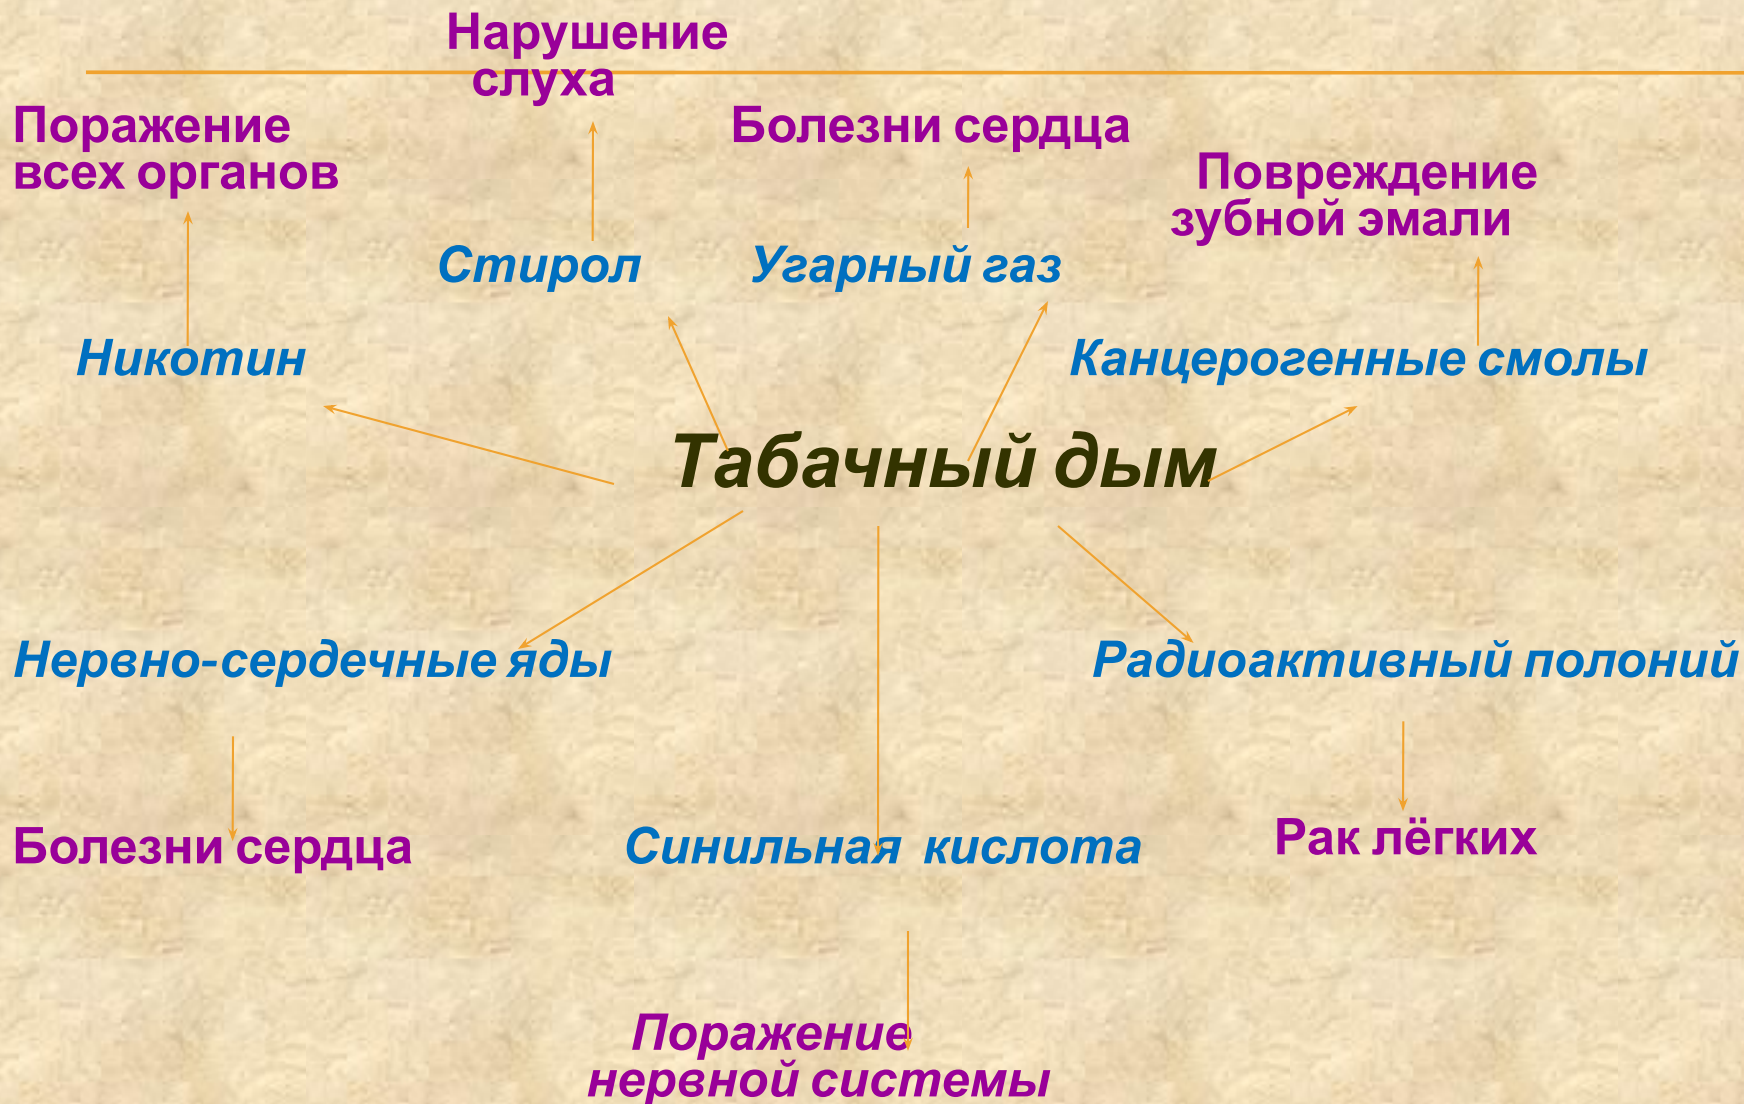 Нарушение
слуха
Поражение
всех органов
Болезни сердца
Повреждение
зубной эмали
Стирол
Угарный газ
Никотин
Канцерогенные смолы
Табачный дым
Нервно-сердечные яды
Радиоактивный полоний
Болезни сердца
Синильная кислота
Рак лёгких
Поражение
нервной системы